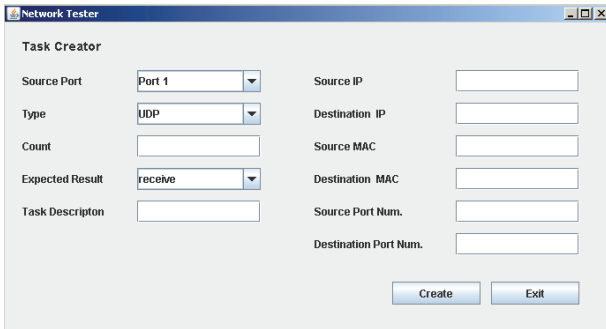 Network Tester
Task Creator
Source Port Port 1 Source IP
Type UDP Destination IP
Count Source MAC
Expected Result receive Destination MAC
Task Descripton Source Port Num.
Destination Port Num.
Create Exit